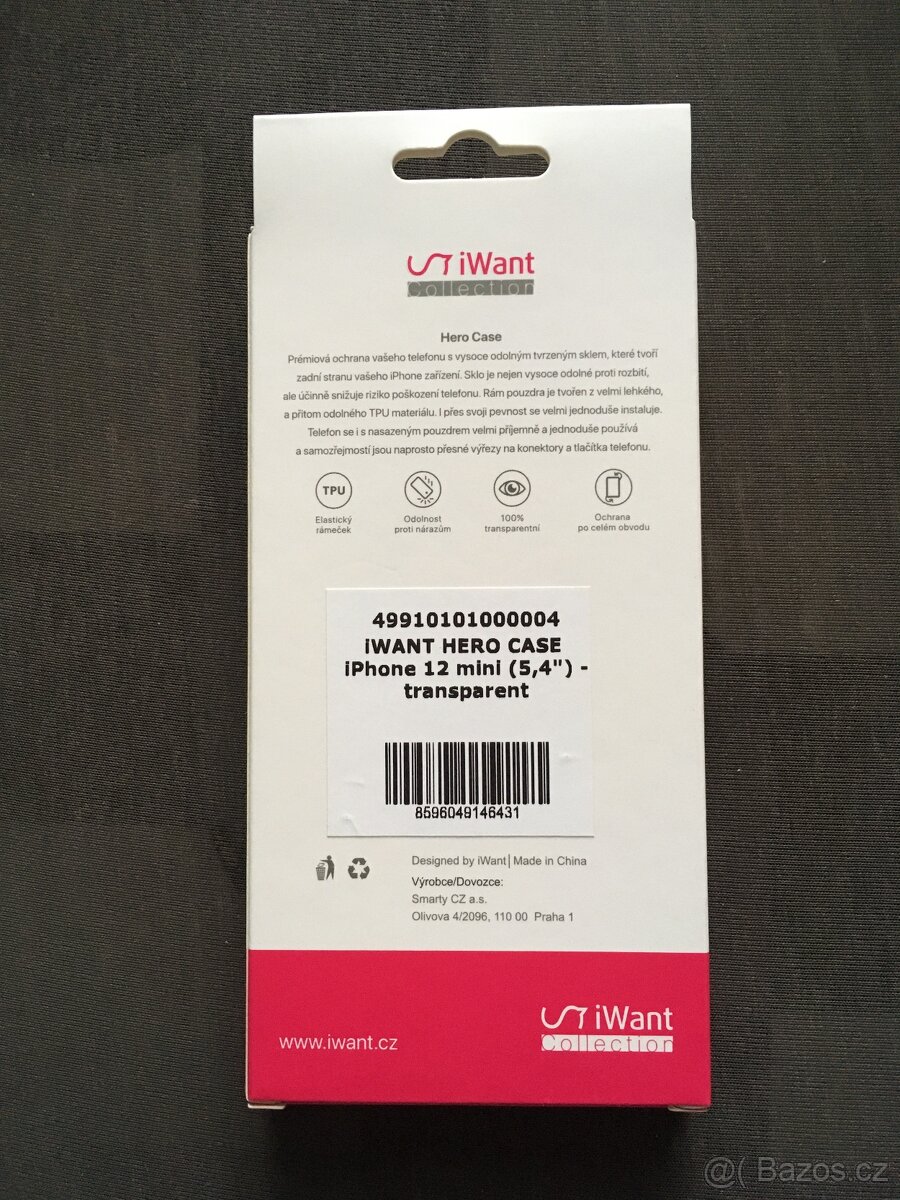 iWant
Collection
Hero Case
Prémiová ochrana vašeho telefonu s vysoce odolným tvrzeným sklem, které tvoří
zadní stranu vašeho iPhone zařízení. Sklo je nejen vysoce odolné proti rozbití,
ale účinně snižuje riziko poškození telefonu. Rám pouzdra je tvořen z velmi lehkého,
a přitom odolného TPU materiálu. I přes svoji pevnost se velmi jednoduše instaluje.
Telefon se i s nasazeným pouzdrem velmi příjemně a jednoduše používá
a samozřejmostí jsou naprosto přesné výřezy na konektory a tlačítka telefonu.
TPU
Elastický
rámeček
Odolnost
proti nárazům
100%
transparentní
Ochrana
po celém obvodu
49910101000004
iWANT HERO CASE
iPhone 12 mini (5,4") -
transparent
8596049146431
Designed by iWant | Made in China
Výrobce/Dovozce:
Smarty CZ a.s.
Olivova 4/2096, 110 00 Praha 1
www.iwant.cz
iWant
Collection
@( Bazos.cz